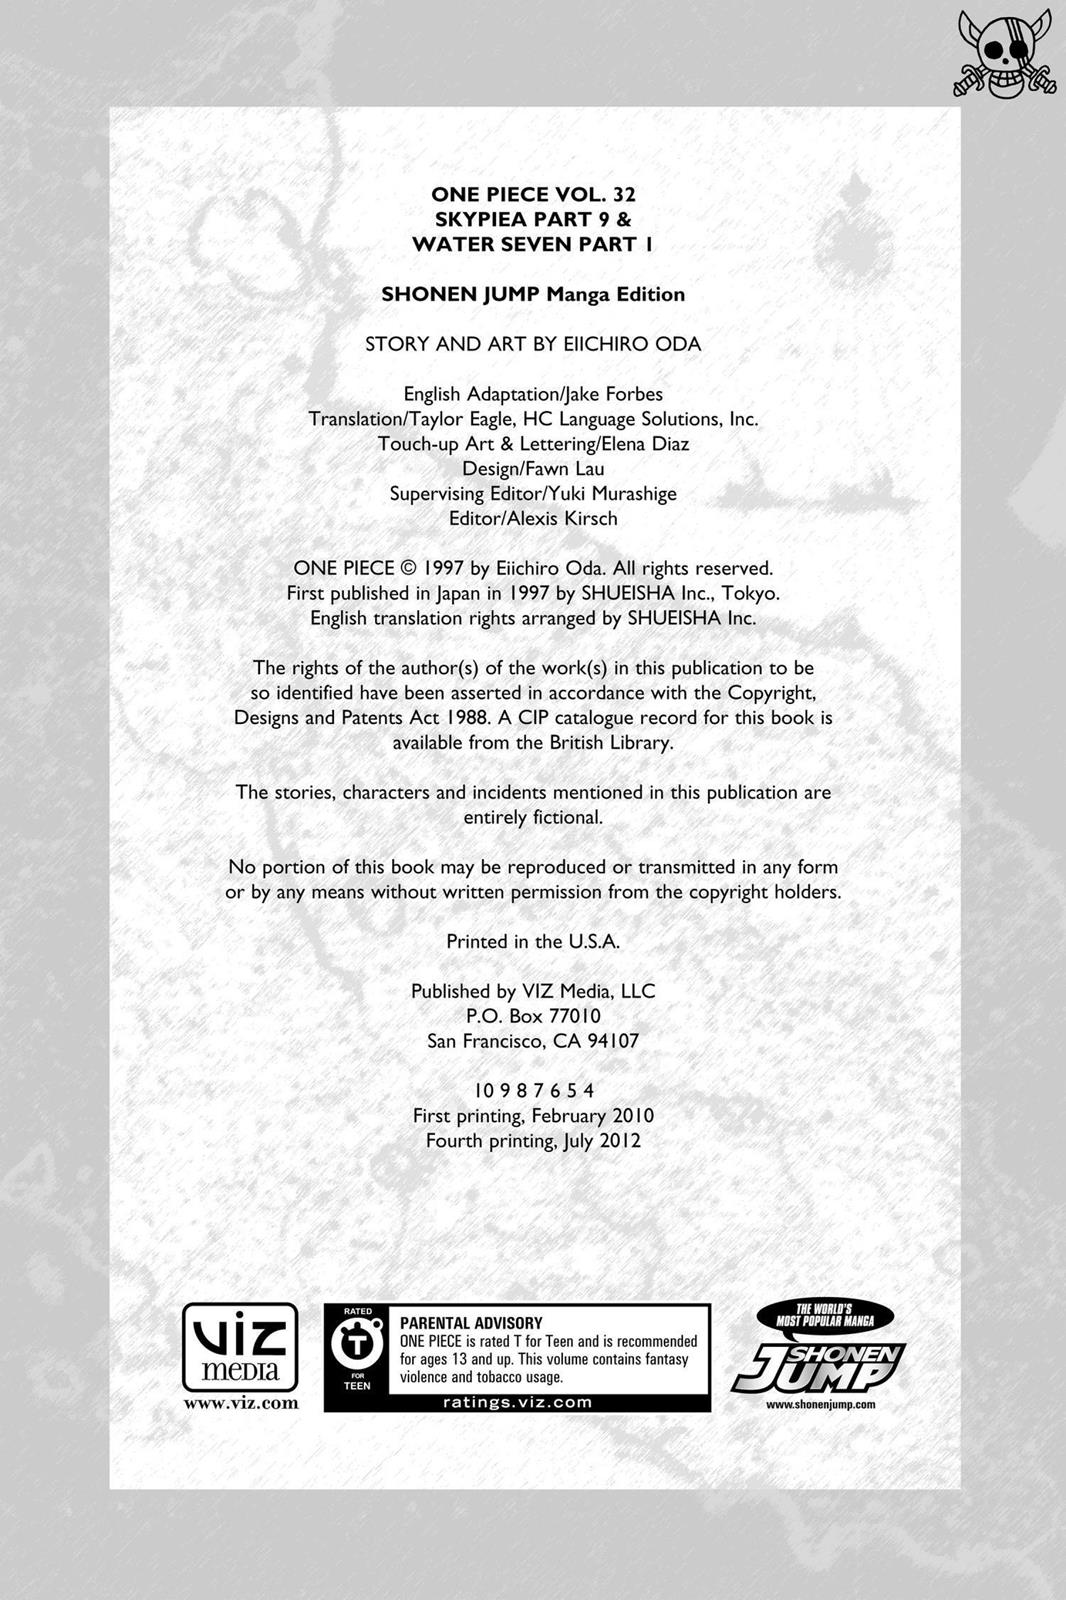 ONE PIECE VOL. 32
SKYPIEA PART 9 &
WATER SEVEN PART 1
SHONEN JUMP Manga Edition
STORY AND ART BY EIICHIRO ODA
English Adaptation/Jake Forbes
Translation/Taylor Eagle, HC Language Solutions, Inc.
Touch-up Art & Lettering/Elena Diaz
Design/Fawn Lau
Supervising Editor/Yuki Murashige
Editor/Alexis Kirsch
ONE PIECE © 1997 by Eiichiro Oda. All rights reserved.
First published in Japan in 1997 by SHUEISHA Inc., Tokyo.
English translation rights arranged by SHUEISHA Inc.
The rights of the author(s) of the work(s) in this publication to be
so identified have been asserted in accordance with the Copyright,
Designs and Patents Act 1988. A CIP catalogue record for this book is
available from the British Library.
The stories, characters and incidents mentioned in this publication are
entirely fictional.
No portion of this book may be reproduced or transmitted in any form
or by any means without written permission from the copyright holders.
Printed in the U.S.A.
Published by VIZ Media, LLC
P.O. Box 77010
San Francisco, CA 94107
10 9 8 7 6 5 4
First printing, February 2010
Fourth printing, July 2012
viz
media
www.viz.com
RATED
T
FOR
TEEN
PARENTAL ADVISORY
ONE PIECE is rated T for Teen and is recommended
for ages 13 and up. This volume contains fantasy
violence and tobacco usage.
ratings.viz.com
THE WORLD'S
MOST POPULAR MANGA
SHONEN
JUMP
www.shonenjump.com